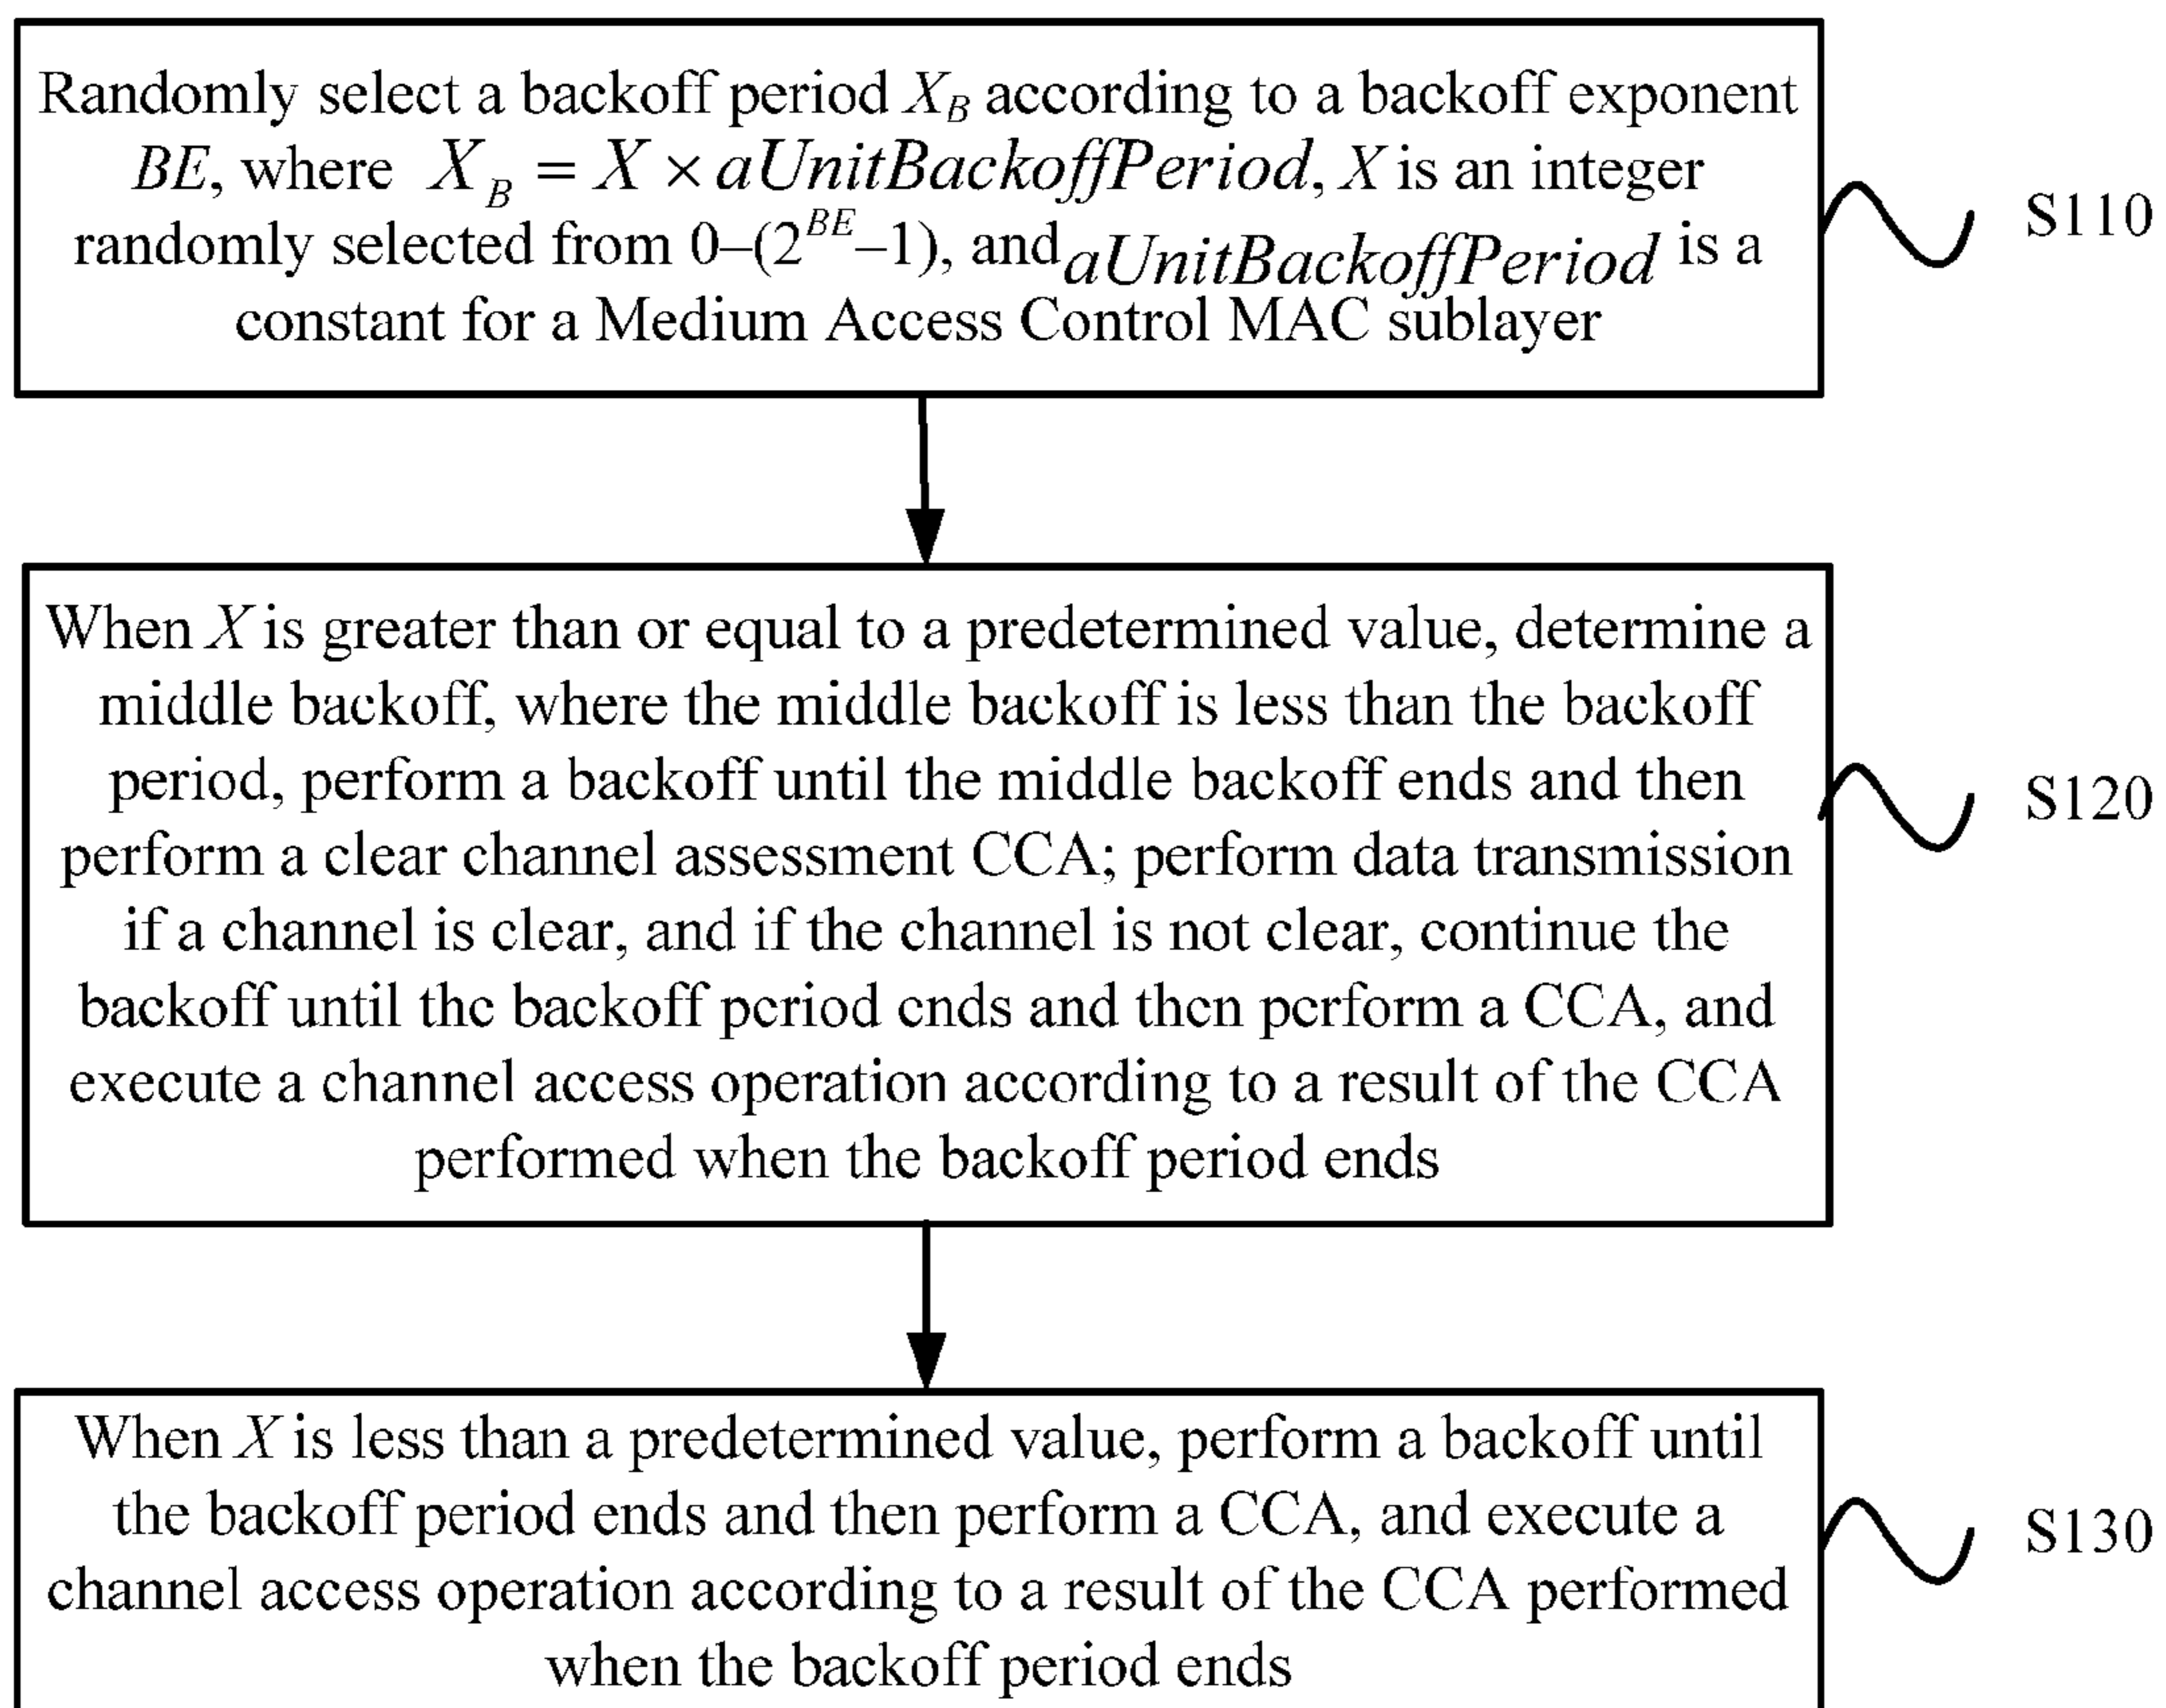 Randomly select a backoff period X_B according to a backoff exponent
BE, where X_B = X × aUnitBackoffPeriod, X is an integer
randomly selected from 0–(2^BE–1), and aUnitBackoffPeriod is a
constant for a Medium Access Control MAC sublayer
S110
When X is greater than or equal to a predetermined value, determine a
middle backoff, where the middle backoff is less than the backoff
period, perform a backoff until the middle backoff ends and then
perform a clear channel assessment CCA; perform data transmission
if a channel is clear, and if the channel is not clear, continue the
backoff until the backoff period ends and then perform a CCA, and
execute a channel access operation according to a result of the CCA
performed when the backoff period ends
S120
When X is less than a predetermined value, perform a backoff until
the backoff period ends and then perform a CCA, and execute a
channel access operation according to a result of the CCA performed
when the backoff period ends
S130